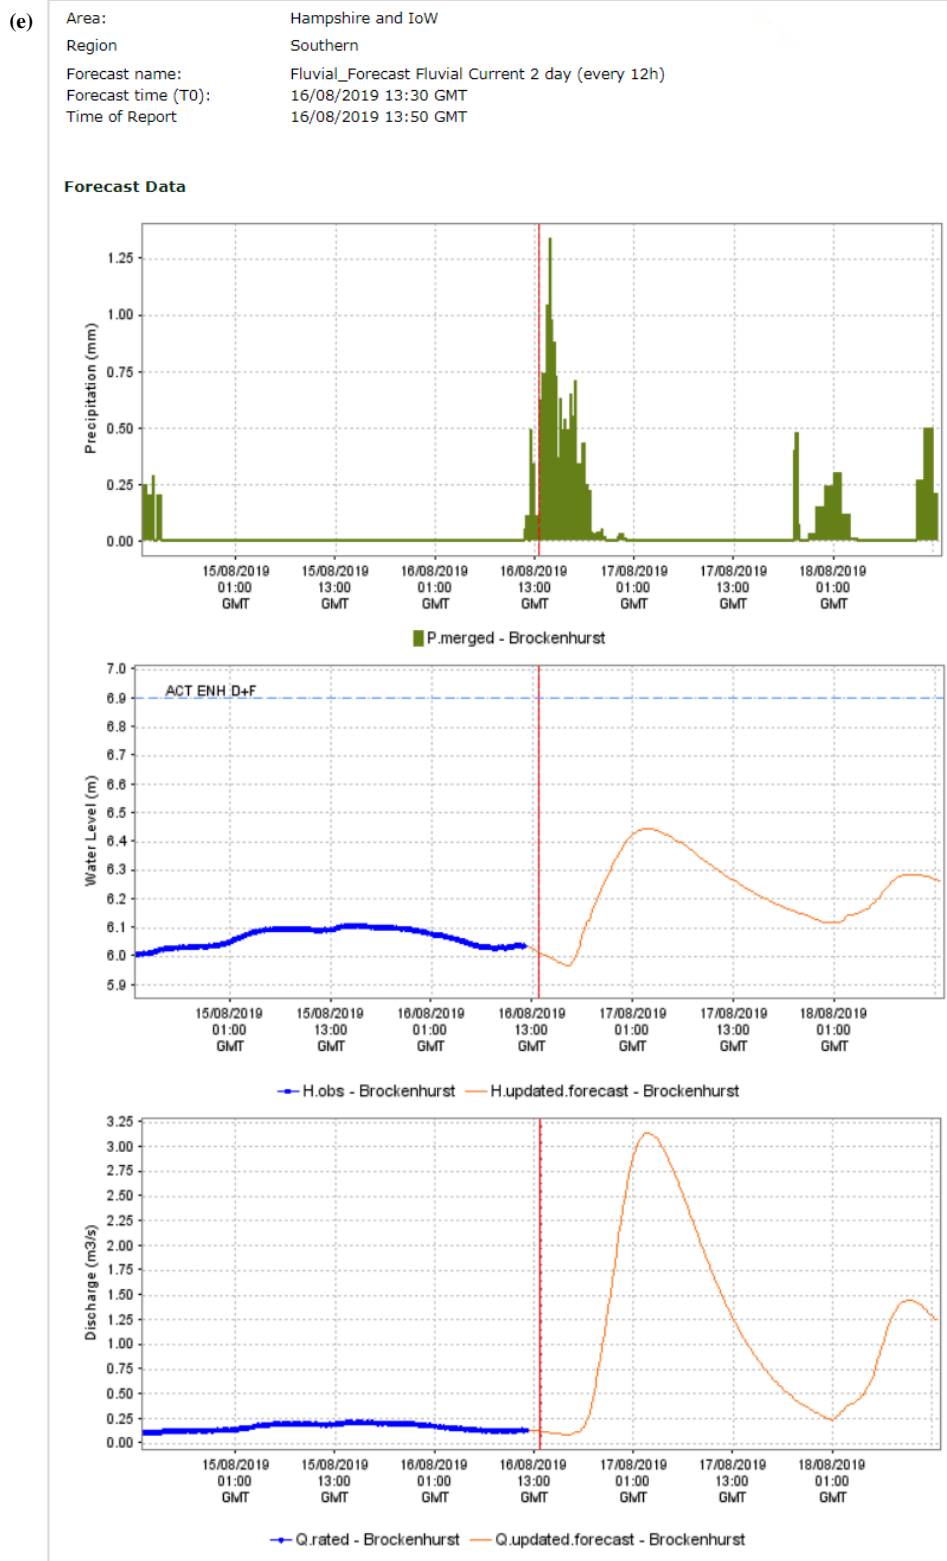 (e)
Area: Hampshire and IoW
Region Southern
Forecast name: Fluvial_Forecast Fluvial Current 2 day (every 12h)
Forecast time (T0): 16/08/2019 13:30 GMT
Time of Report 16/08/2019 13:50 GMT
Forecast Data
Precipitation (mm)
1.25
1.00
0.75
0.50
0.25
0.00
15/08/2019 15/08/2019 16/08/2019 16/08/2019 17/08/2019 17/08/2019 18/08/2019
01:00 13:00 01:00 13:00 01:00 13:00 01:00
GMT GMT GMT GMT GMT GMT GMT
P.merged - Brockenhurst
Water Level (m)
7.0
ACT ENH D+F
6.9
6.8
6.7
6.6
6.5
6.4
6.3
6.2
6.1
6.0
5.9
15/08/2019 15/08/2019 16/08/2019 16/08/2019 17/08/2019 17/08/2019 18/08/2019
01:00 13:00 01:00 13:00 01:00 13:00 01:00
GMT GMT GMT GMT GMT GMT GMT
H.obs - Brockenhurst H.updated.forecast - Brockenhurst
Discharge (m3/s)
3.25
3.00
2.75
2.50
2.25
2.00
1.75
1.50
1.25
1.00
0.75
0.50
0.25
0.00
15/08/2019 15/08/2019 16/08/2019 16/08/2019 17/08/2019 17/08/2019 18/08/2019
01:00 13:00 01:00 13:00 01:00 13:00 01:00
GMT GMT GMT GMT GMT GMT GMT
Q.rated - Brockenhurst Q.updated.forecast - Brockenhurst